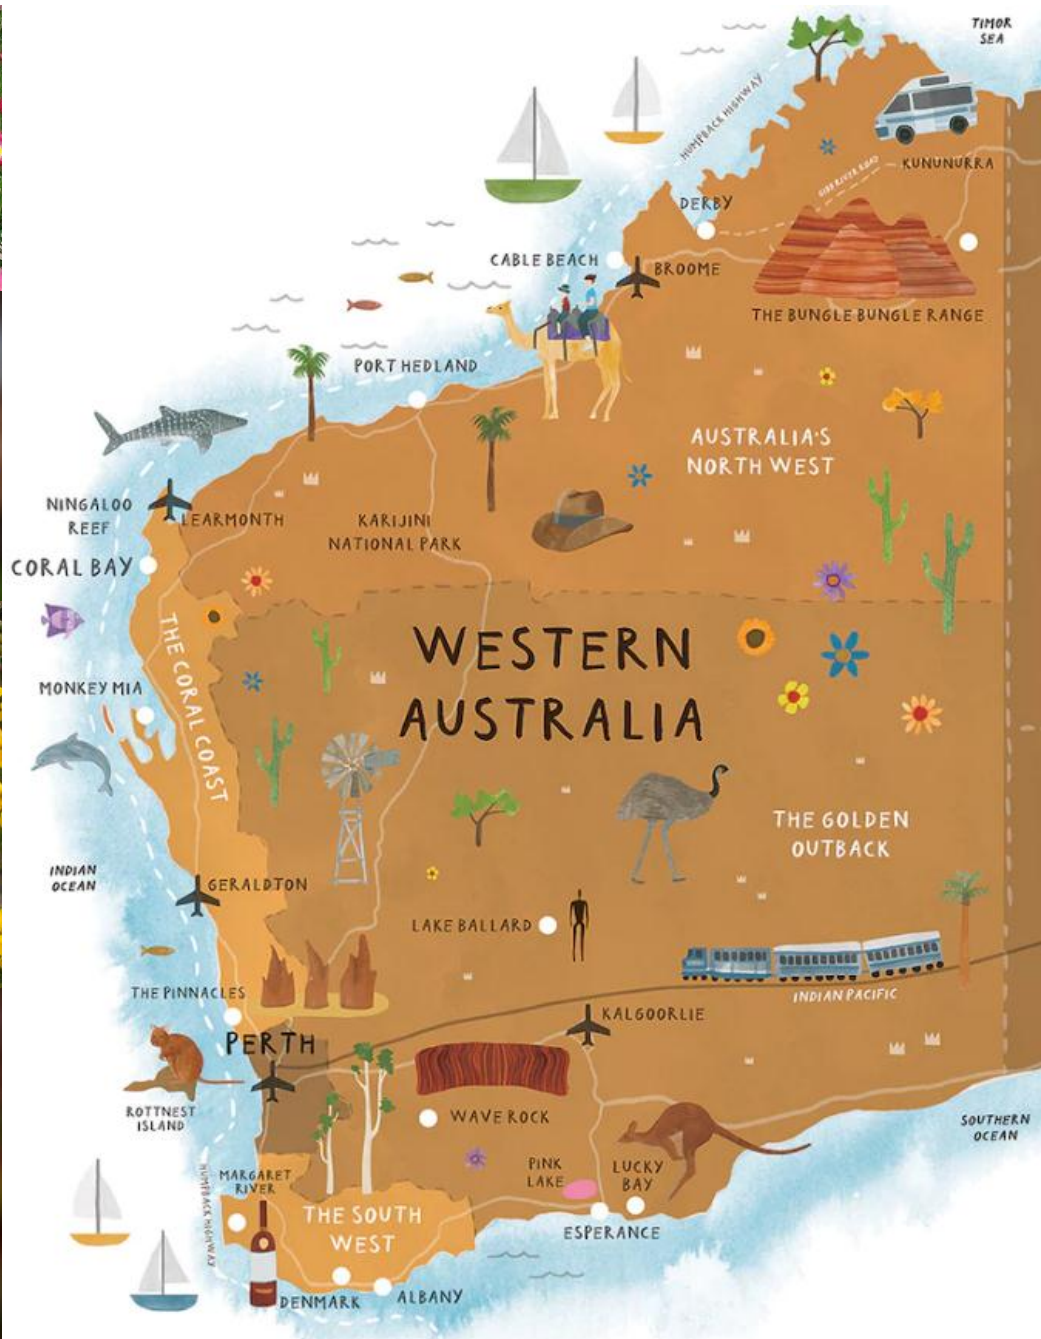 TIMOR
SEA
HUMPBACK HIGHWAY
KUNUNURRA
GIBB RIVER ROAD
DERBY
CABLE BEACH
BROOME
THE BUNGLE BUNGLE RANGE
PORT HEDLAND
AUSTRALIA'S
NORTH WEST
NINGALOO
REEF
LEARMONTH
KARIJINI
NATIONAL PARK
CORAL BAY
THE CORAL COAST
WESTERN
AUSTRALIA
MONKEY MIA
THE GOLDEN
OUTBACK
INDIAN
OCEAN
GERALDTON
LAKE BALLARD
THE PINNACLES
INDIAN PACIFIC
KALGOORLIE
PERTH
ROTTNEST
ISLAND
WAVE ROCK
SOUTHERN
OCEAN
HUMPBACK HIGHWAY
MARGARET
RIVER
PINK
LAKE
LUCKY
BAY
THE SOUTH
WEST
ESPERANCE
DENMARK
ALBANY